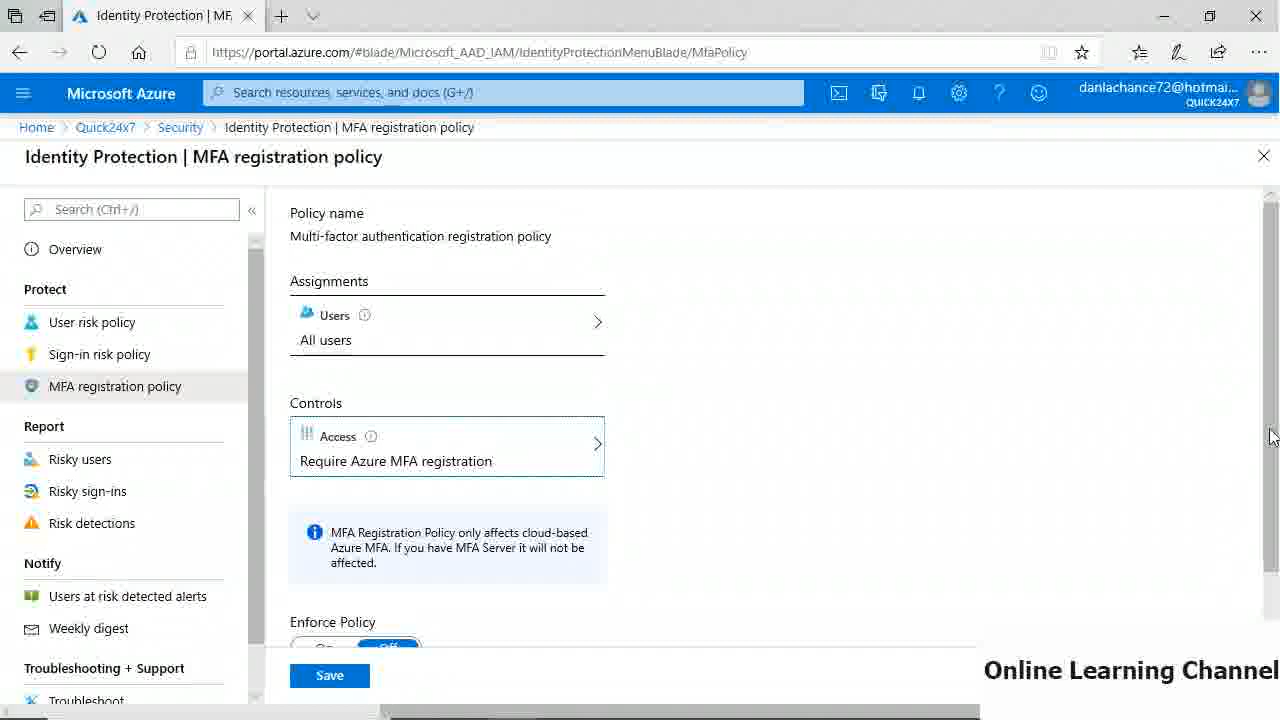 Identity Protection | MFA
https://portal.azure.com/#blade/Microsoft_AAD_IAM/IdentityProtectionMenuBlade/MfaPolicy
Microsoft Azure
Search resources, services, and docs (G+/)
danlachance72@hotmai...
QUICK24X7
Home > Quick24x7 > Security > Identity Protection | MFA registration policy
Identity Protection | MFA registration policy
Search (Ctrl+/)
Overview
Protect
User risk policy
Sign-in risk policy
MFA registration policy
Report
Risky users
Risky sign-ins
Risk detections
Notify
Users at risk detected alerts
Weekly digest
Troubleshooting + Support
Troubleshoot
Policy name
Multi-factor authentication registration policy
Assignments
Users
All users
Controls
Access
Require Azure MFA registration
MFA Registration Policy only affects cloud-based
Azure MFA. If you have MFA Server it will not be
affected.
Enforce Policy
On Off
Save
Online Learning Channel